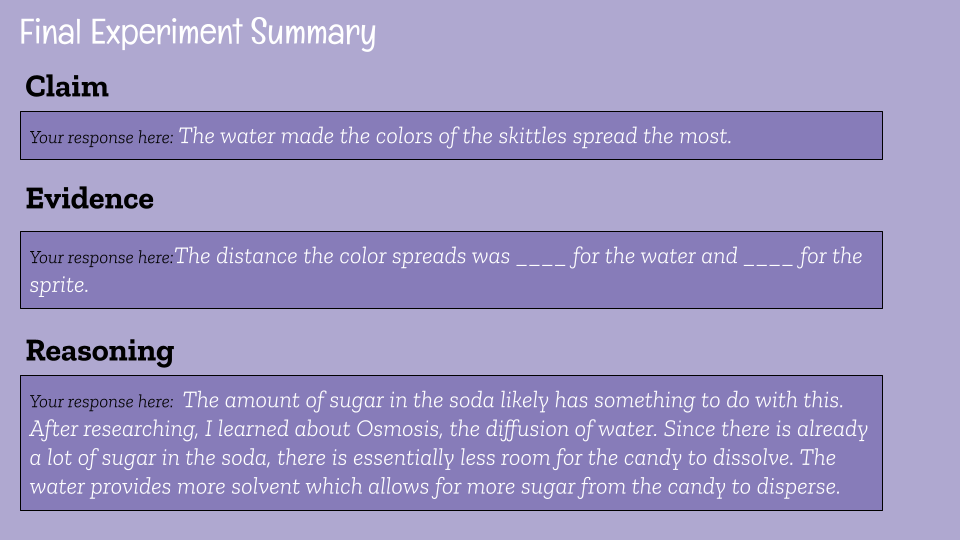 Final Experiment Summary
Claim
Your response here: The water made the colors of the skittles spread the most.
Evidence
Your response here:The distance the color spreads was ____ for the water and ____ for the
sprite.
Reasoning
Your response here: The amount of sugar in the soda likely has something to do with this.
After researching, I learned about Osmosis, the diffusion of water. Since there is already
a lot of sugar in the soda, there is essentially less room for the candy to dissolve. The
water provides more solvent which allows for more sugar from the candy to disperse.